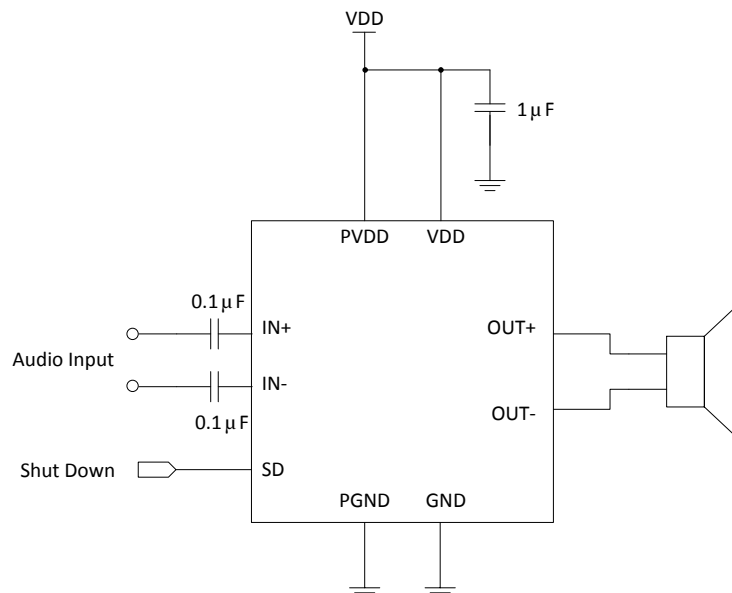 VDD
1μF
PVDD
VDD
0.1μF
IN+
OUT+
Audio Input
IN-
OUT-
0.1μF
Shut Down
SD
PGND
GND